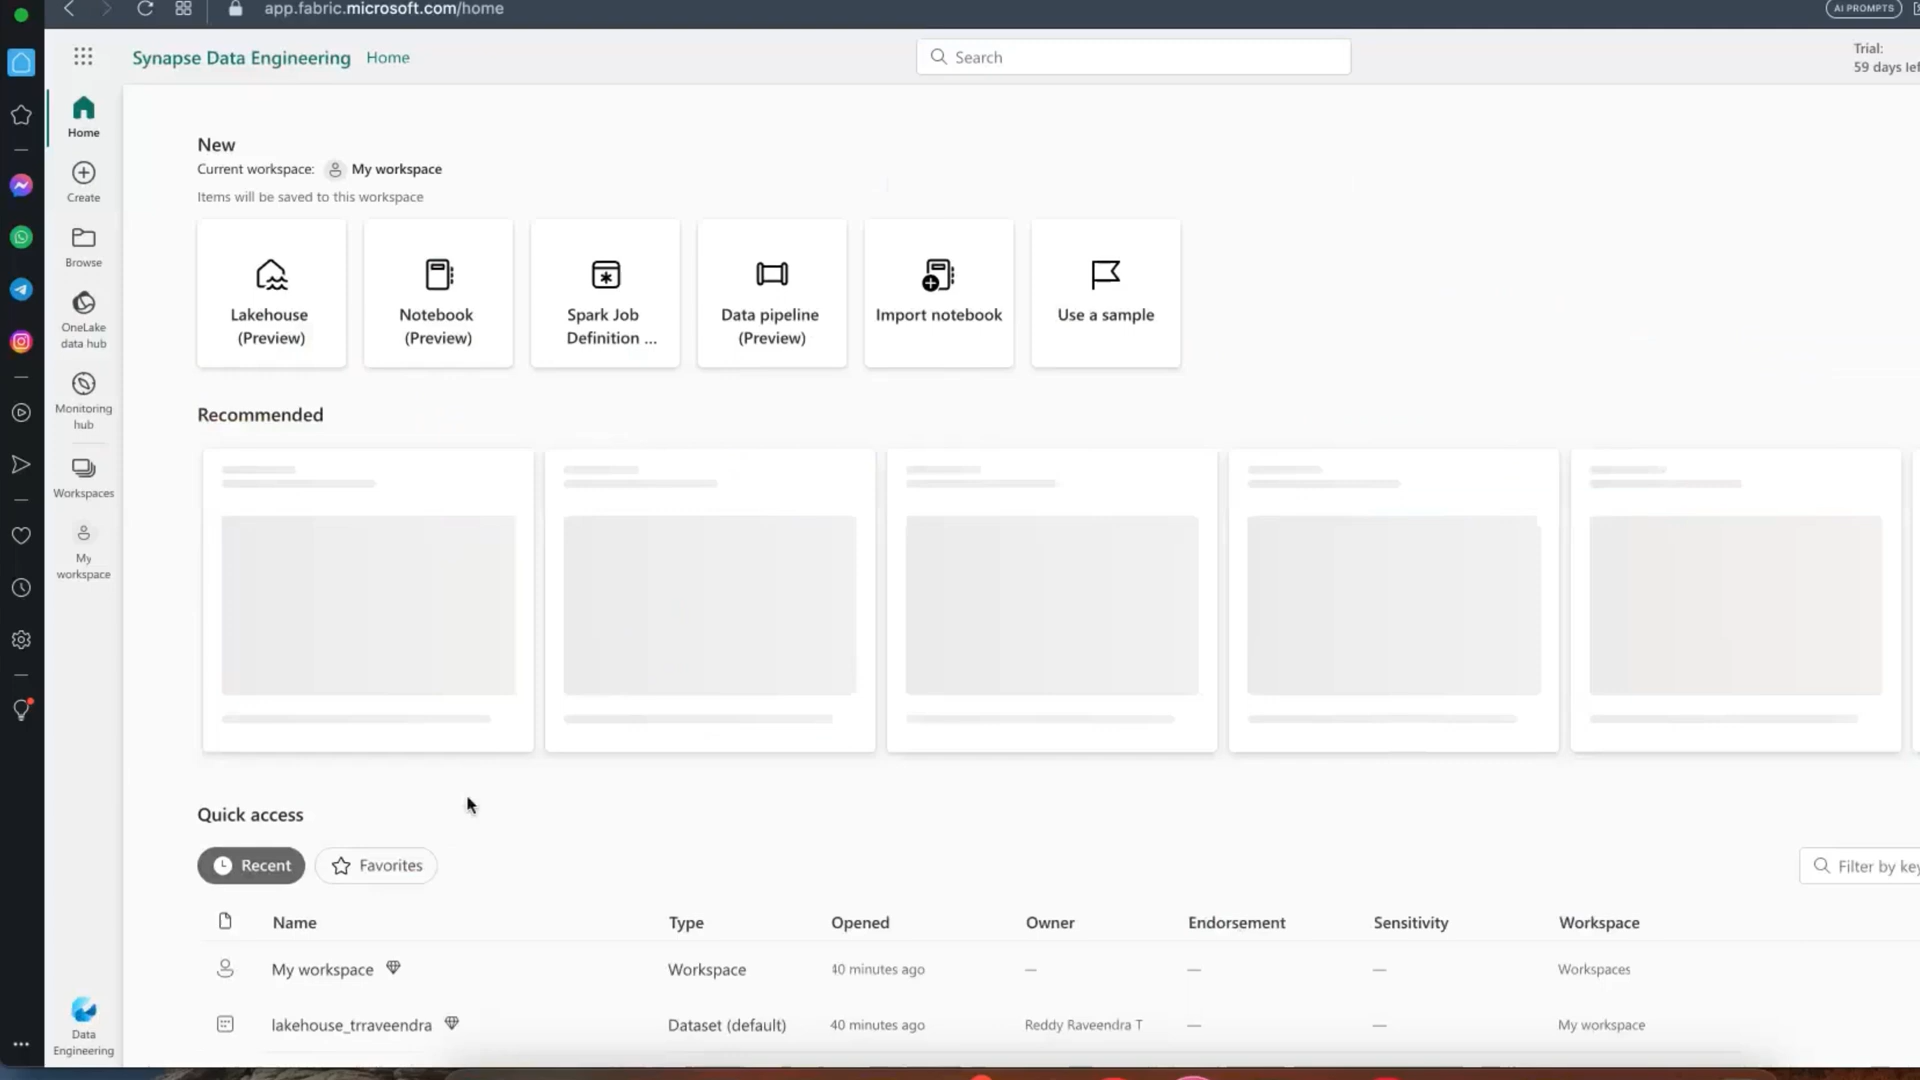 app.fabric.microsoft.com/home
AI PROMPTS
Synapse Data Engineering Home
Search
Trial:
59 days
Home
Create
Browse
OneLake
data hub
Monitoring
hub
Workspaces
My
workspace
Data
Engineering
New
Current workspace: My workspace
Items will be saved to this workspace
Lakehouse
(Preview)
Notebook
(Preview)
Spark Job
Definition ...
Data pipeline
(Preview)
Import notebook
Use a sample
Recommended
Quick access
Recent
Favorites
Filter by
Name Type Opened Owner Endorsement Sensitivity Workspace
My workspace Workspace 40 minutes ago — — — Workspaces
lakehouse_trraveendra Dataset (default) 40 minutes ago Reddy Raveendra T — — My workspace